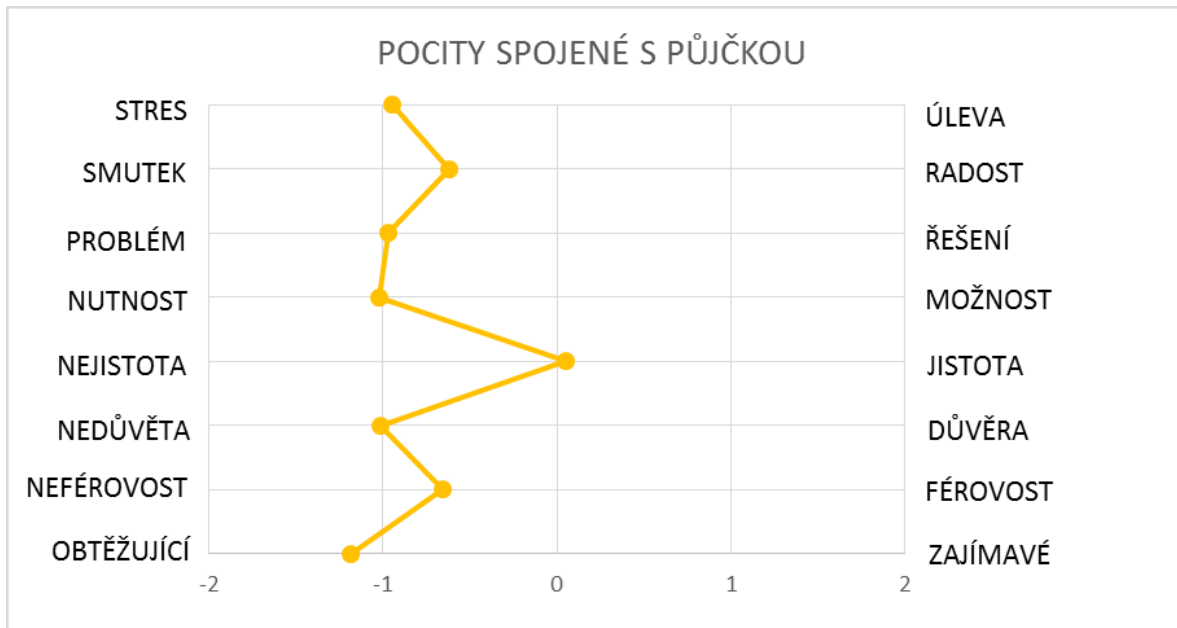 POCITY SPOJENÉ S PŮJČKOU
STRES ÚLEVA
SMUTEK RADOST
PROBLÉM ŘEŠENÍ
NUTNOST MOŽNOST
NEJISTOTA JISTOTA
NEDŮVĚTA DŮVĚRA
NEFÉROVOST FÉROVOST
OBTĚŽUJÍCÍ ZAJÍMAVÉ
-2 -1 0 1 2